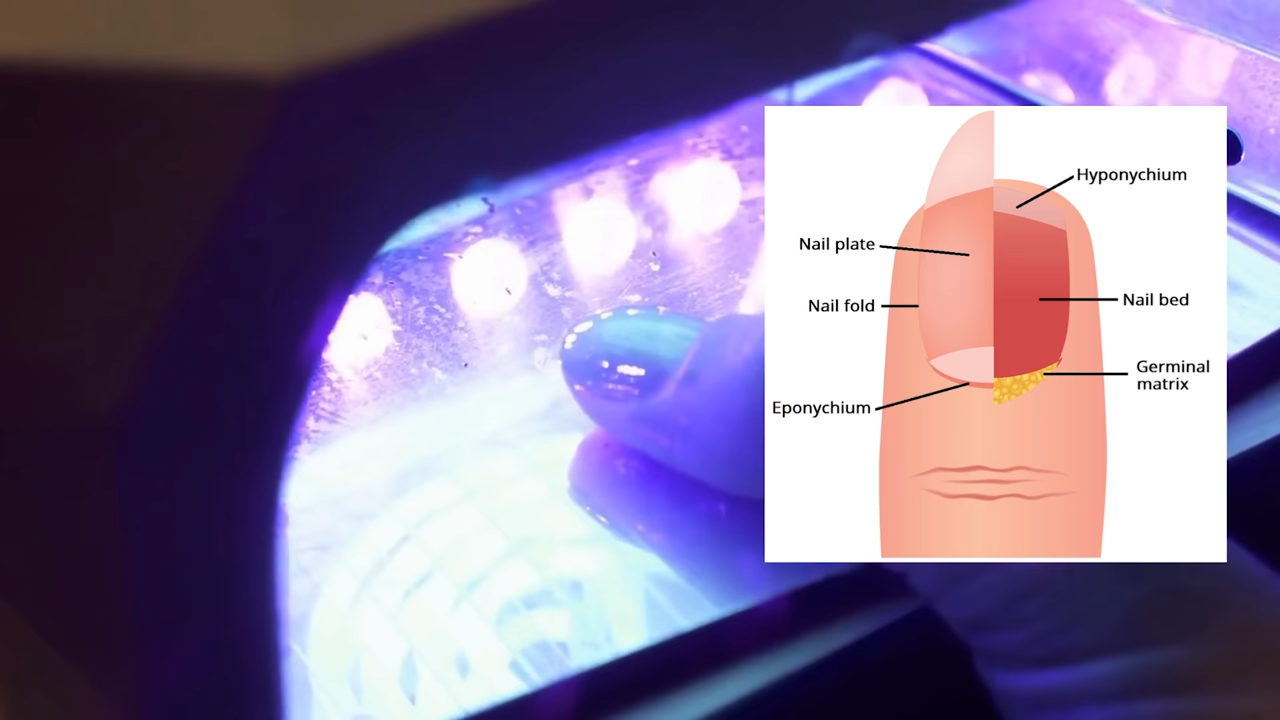 Hyponychium
Nail plate
Nail fold
Nail bed
Germinal
matrix
Eponychium